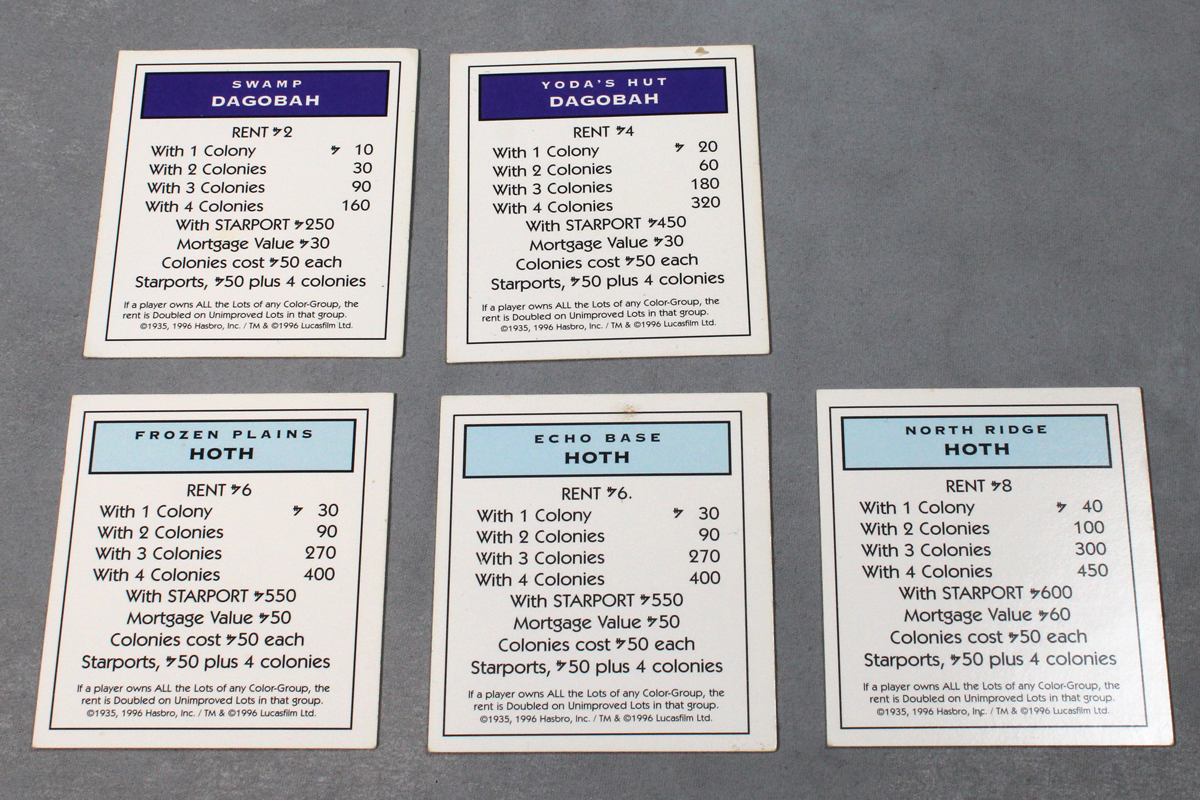 SWAMP
DAGOBAH
RENT 2
With 1 Colony 10
With 2 Colonies 30
With 3 Colonies 90
With 4 Colonies 160
With STARPORT 250
Mortgage Value 30
Colonies cost 50 each
Starports, 50 plus 4 colonies
If a player owns ALL the Lots of any Color-Group, the
rent is Doubled on Unimproved Lots in that group.
©1935, 1996 Hasbro, Inc. / TM & ©1996 Lucasfilm Ltd.
YODA'S HUT
DAGOBAH
RENT 4
With 1 Colony 20
With 2 Colonies 60
With 3 Colonies 180
With 4 Colonies 320
With STARPORT 450
Mortgage Value 30
Colonies cost 50 each
Starports, 50 plus 4 colonies
If a player owns ALL the Lots of any Color-Group, the
rent is Doubled on Unimproved Lots in that group.
©1935, 1996 Hasbro, Inc. / TM & ©1996 Lucasfilm Ltd.
FROZEN PLAINS
HOTH
RENT 6
With 1 Colony 30
With 2 Colonies 90
With 3 Colonies 270
With 4 Colonies 400
With STARPORT 550
Mortgage Value 50
Colonies cost 50 each
Starports, 50 plus 4 colonies
If a player owns ALL the Lots of any Color-Group, the
rent is Doubled on Unimproved Lots in that group.
©1935, 1996 Hasbro, Inc. / TM & ©1996 Lucasfilm Ltd.
ECHO BASE
HOTH
RENT 6.
With 1 Colony 30
With 2 Colonies 90
With 3 Colonies 270
With 4 Colonies 400
With STARPORT 550
Mortgage Value 50
Colonies cost 50 each
Starports, 50 plus 4 colonies
If a player owns ALL the Lots of any Color-Group, the
rent is Doubled on Unimproved Lots in that group.
©1935, 1996 Hasbro, Inc. / TM & ©1996 Lucasfilm Ltd.
NORTH RIDGE
HOTH
RENT 8
With 1 Colony 40
With 2 Colonies 100
With 3 Colonies 300
With 4 Colonies 450
With STARPORT 600
Mortgage Value 60
Colonies cost 50 each
Starports, 50 plus 4 colonies
If a player owns ALL the Lots of any Color-Group, the
rent is Doubled on Unimproved Lots in that group.
©1935, 1996 Hasbro, Inc. / TM & ©1996 Lucasfilm Ltd.